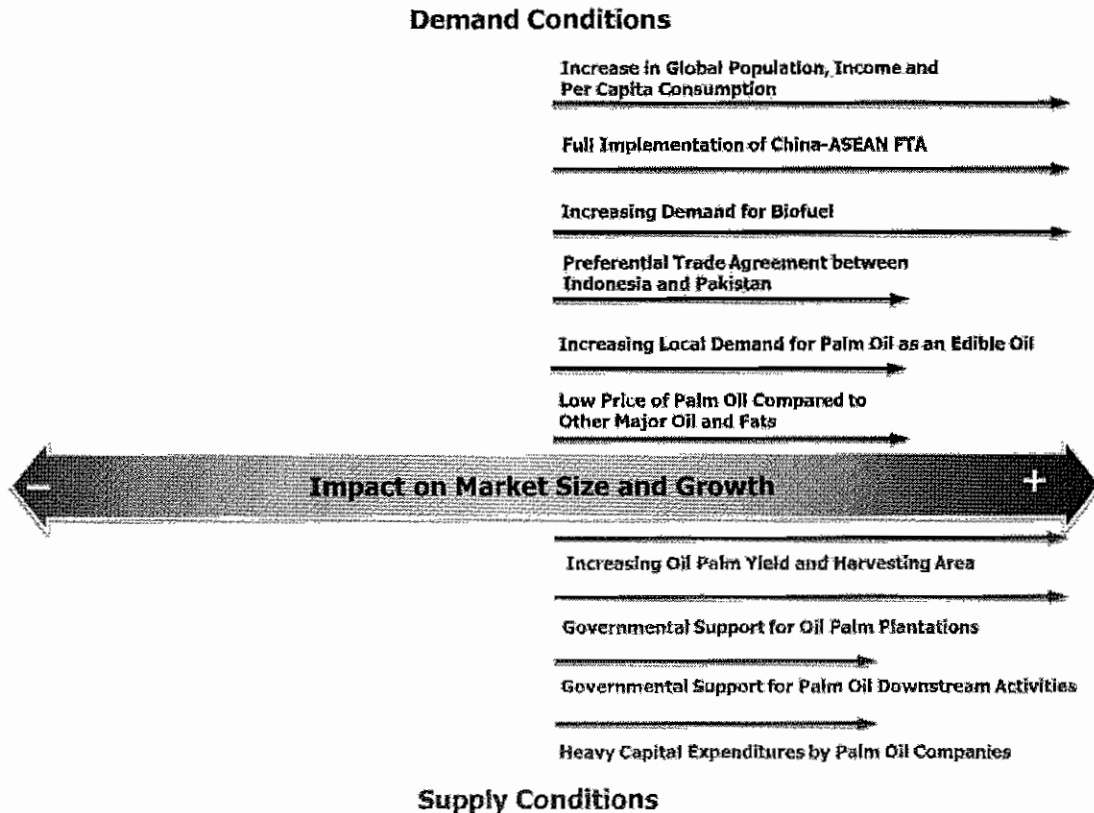 Demand Conditions
Increase in Global Population, Income and
Per Capita Consumption
Full Implementation of China-ASEAN FTA
Increasing Demand for Biofuel
Preferential Trade Agreement between
Indonesia and Pakistan
Increasing Local Demand for Palm Oil as an Edible Oil
Low Price of Palm Oil Compared to
Other Major Oil and Fats
− Impact on Market Size and Growth +
Increasing Oil Palm Yield and Harvesting Area
Governmental Support for Oil Palm Plantations
Governmental Support for Palm Oil Downstream Activities
Heavy Capital Expenditures by Palm Oil Companies
Supply Conditions